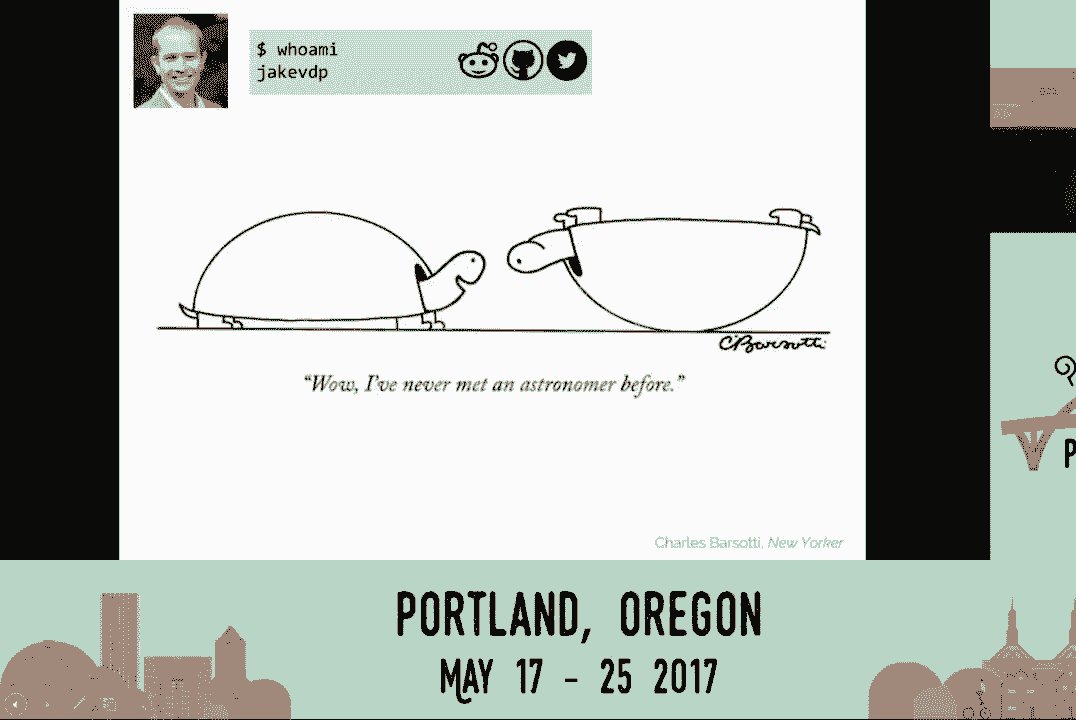 $ whoami
jakevdp
CBarsotti
"Wow, I've never met an astronomer before."
Charles Barsotti, New Yorker
PORTLAND, OREGON
MAY 17 - 25 2017
P